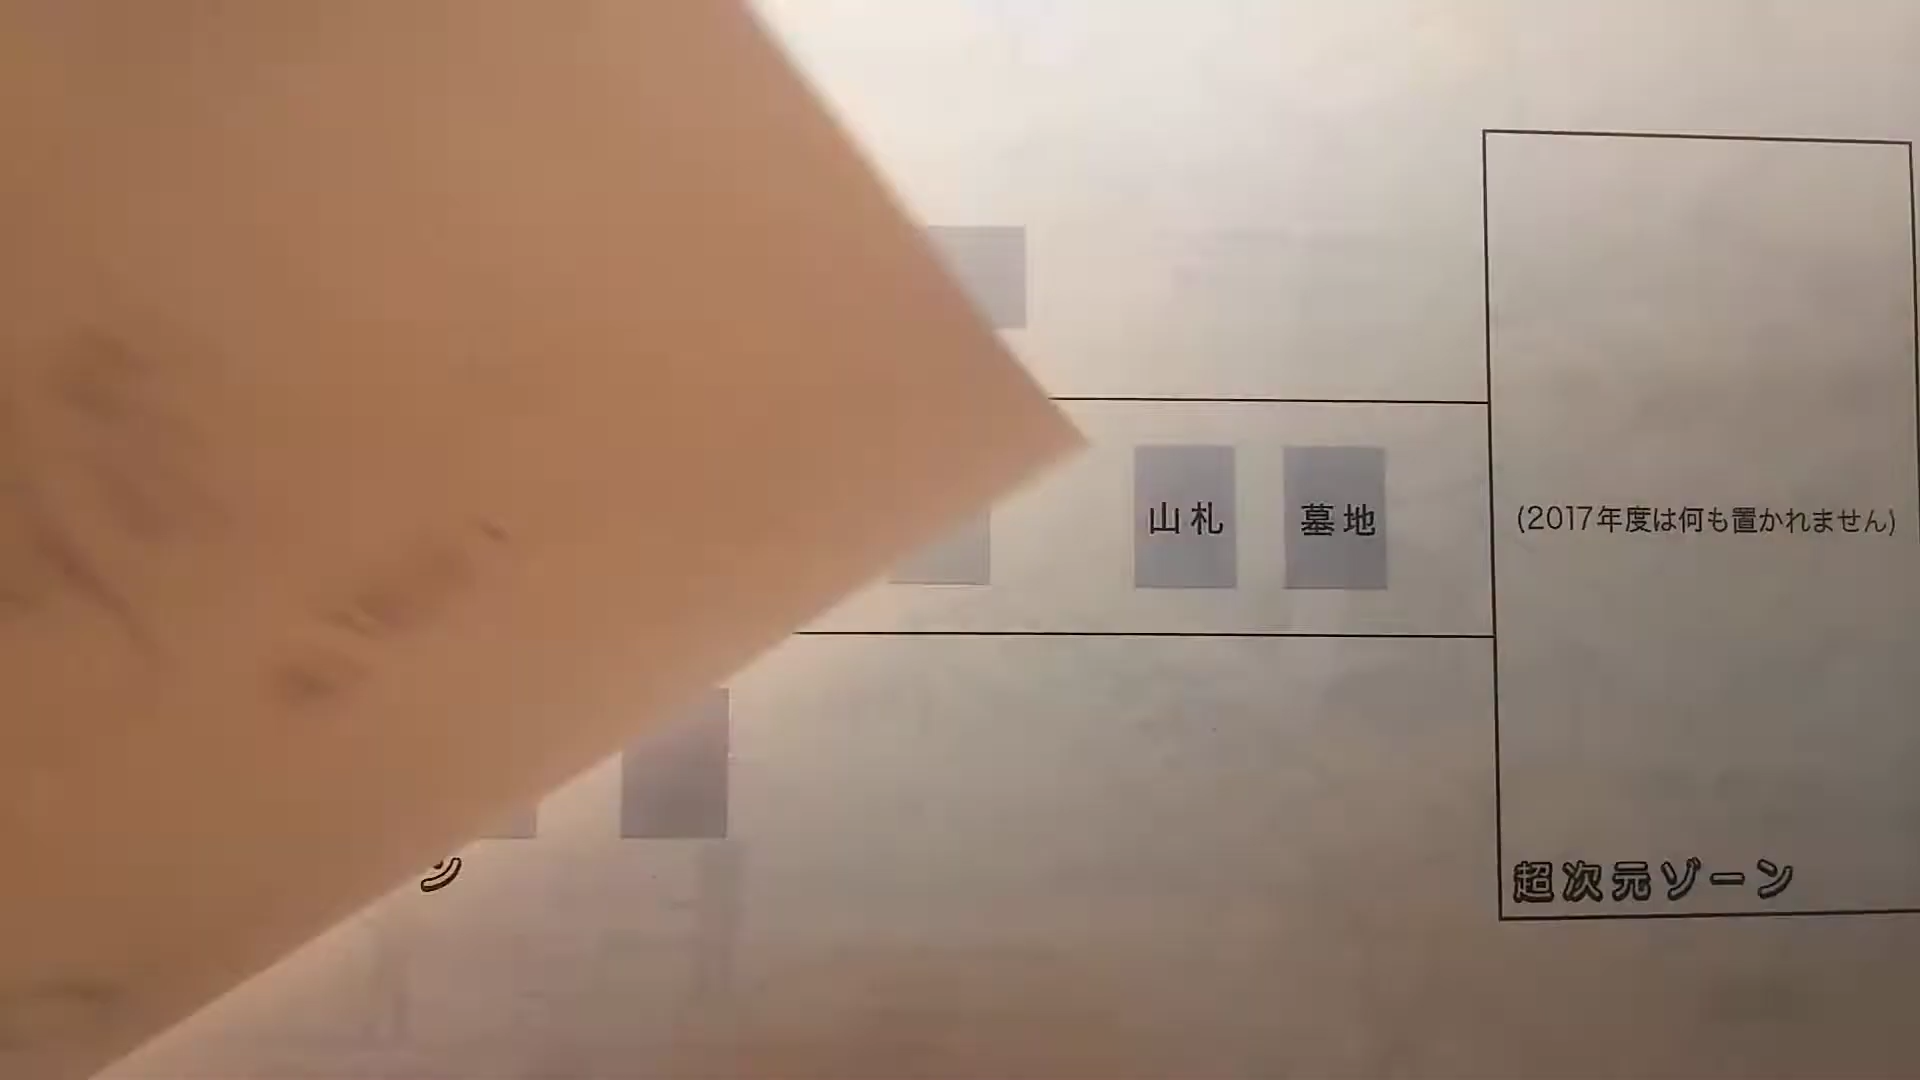 山札
墓地
(2017年度は何も置かれません)
ン
超次元ゾーン